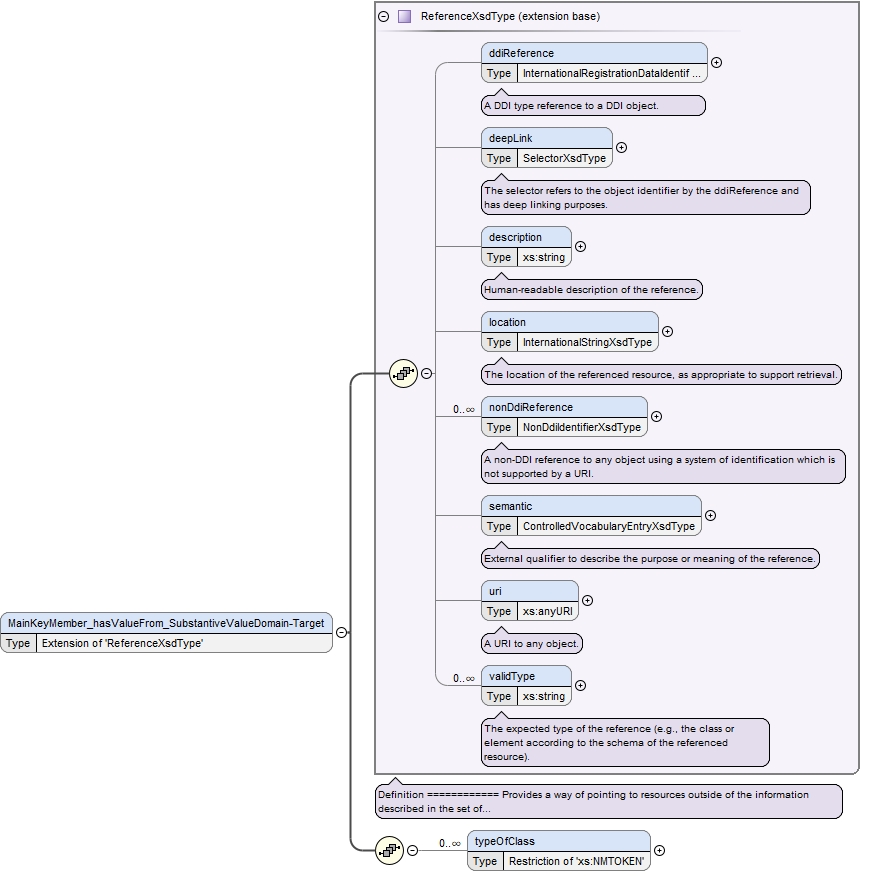 ReferenceXsdType (extension base)
ddiReference
Type InternationalRegistrationDataIdentif ...
A DDI type reference to a DDI object.
deepLink
Type SelectorXsdType
The selector refers to the object identifier by the ddiReference and
has deep linking purposes.
description
Type xs:string
Human-readable description of the reference.
location
Type InternationalStringXsdType
The location of the referenced resource, as appropriate to support retrieval.
0..∞
nonDdiReference
Type NonDdiIdentifierXsdType
A non-DDI reference to any object using a system of identification which is
not supported by a URI.
semantic
Type ControlledVocabularyEntryXsdType
External qualifier to describe the purpose or meaning of the reference.
uri
Type xs:anyURI
A URI to any object.
0..∞
validType
Type xs:string
The expected type of the reference (e.g., the class or
element according to the schema of the referenced
resource).
MainKeyMember_hasValueFrom_SubstantiveValueDomain-Target
Type Extension of 'ReferenceXsdType'
Definition ============ Provides a way of pointing to resources outside of the information
described in the set of...
0..∞
typeOfClass
Type Restriction of 'xs:NMTOKEN'